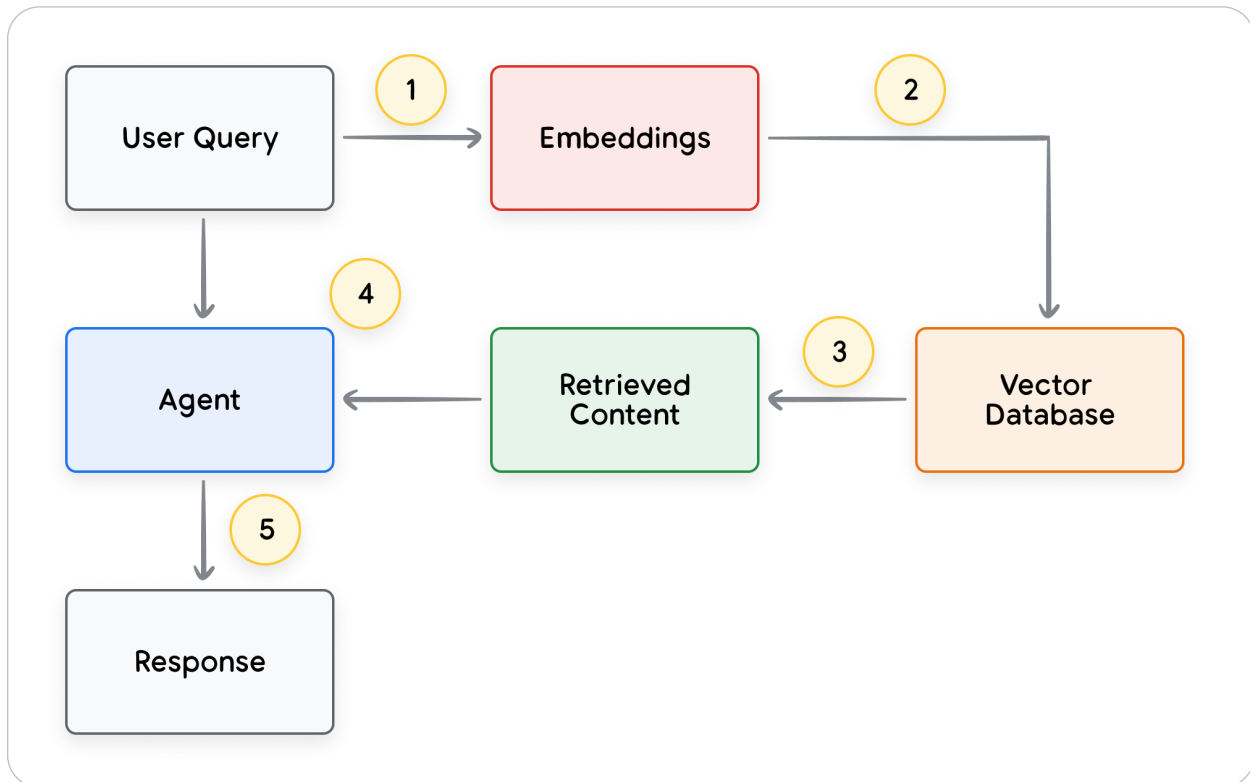 User Query
1
Embeddings
2
4
Agent
Retrieved
Content
3
Vector
Database
5
Response